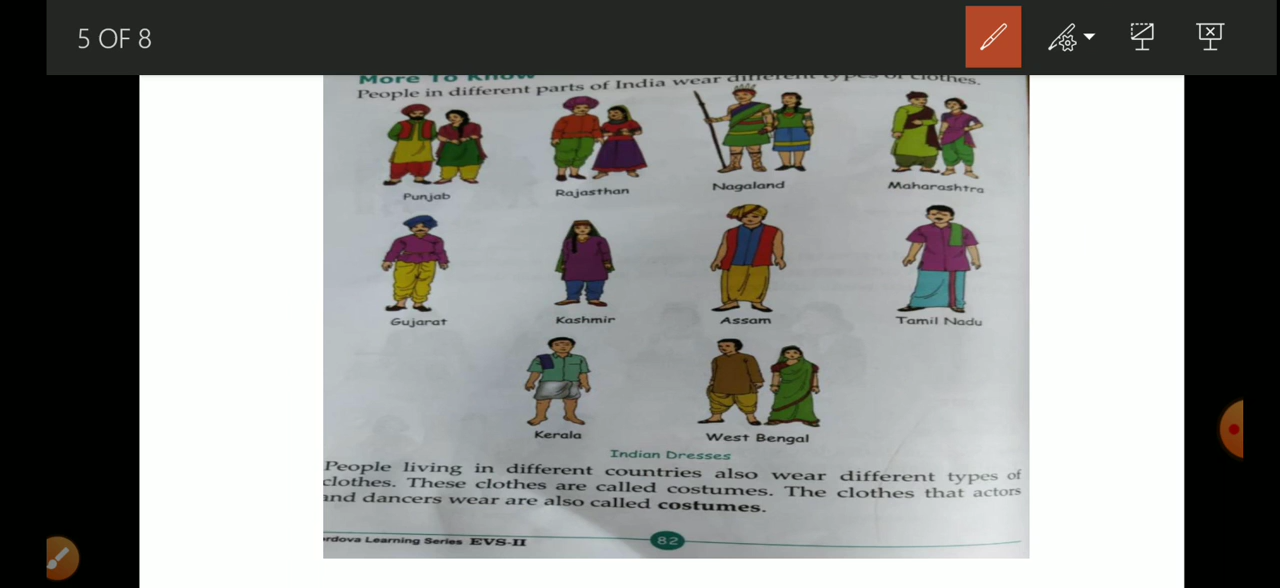 5 OF 8
More To Know
People in different parts of India wear different types of clothes.
Punjab
Rajasthan
Nagaland
Maharashtra
Gujarat
Kashmir
Assam
Tamil Nadu
Kerala
West Bengal
Indian Dresses
People living in different countries also wear different types of
clothes. These clothes are called costumes. The clothes that actors
and dancers wear are also called costumes.
Learning Series EVS-II
82